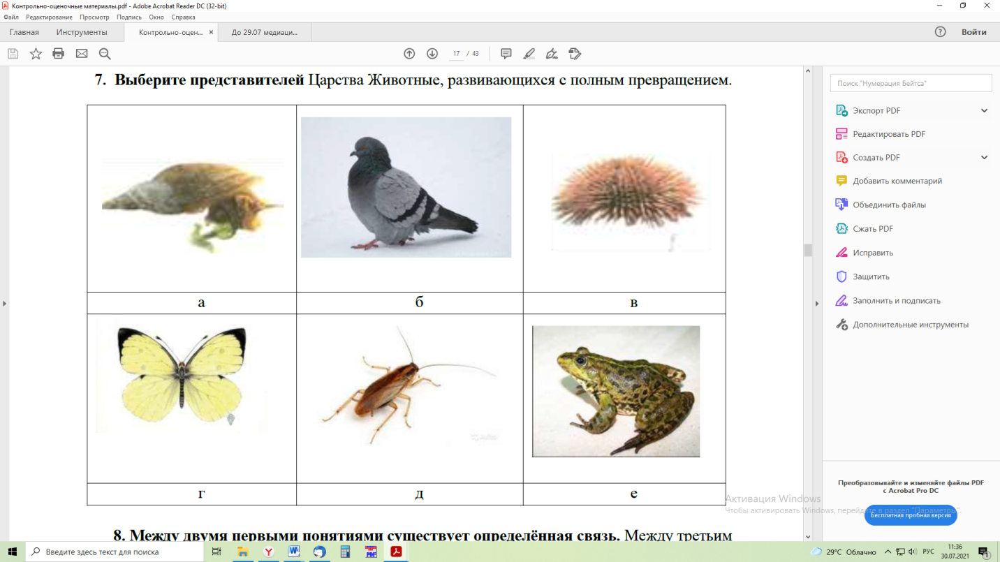 Контрольно-оценочные материалы.pdf - Adobe Acrobat Reader DC (32-bit)
Файл Редактирование Просмотр Подпись Окно Справка
Главная Инструменты Контрольно-оцен... × До 29.07 медиаци... Войти
17 / 43
7. Выберите представителей Царства Животные, развивающихся с полным превращением.
а б в
г д е
8. Между двумя первыми понятиями существует определённая связь. Между третьим
Поиск "Нумерация Бейтса"
Экспорт PDF
Редактировать PDF
Создать PDF
Добавить комментарий
Объединить файлы
Сжать PDF
Исправить
Защитить
Заполнить и подписать
Дополнительные инструменты
Преобразовывайте и изменяйте файлы PDF
с Acrobat Pro DC
Бесплатная пробная версия
Активация Windows
Чтобы активировать Windows, перейдите в раздел "Параметры".
Введите здесь текст для поиска
29°C Облачно
РУС
11:36
30.07.2021
1